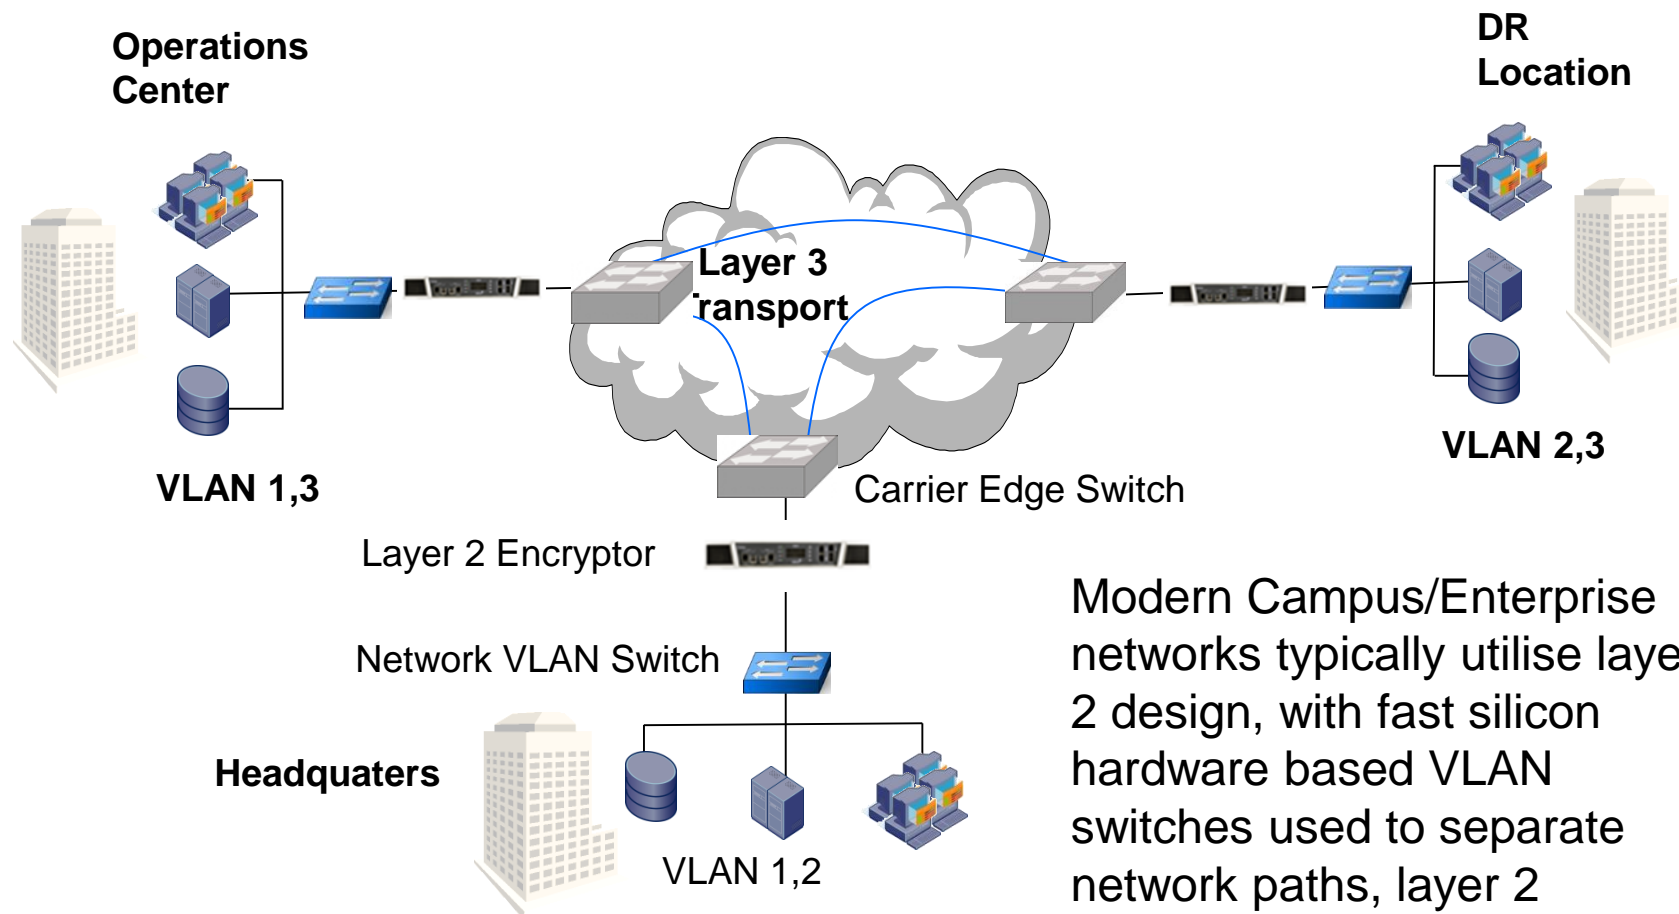 Operations
Center
DR
Location
Layer 3
ransport
VLAN 1,3
VLAN 2,3
Carrier Edge Switch
Layer 2 Encryptor
Network VLAN Switch
Headquaters
VLAN 1,2
Modern Campus/Enterprise
networks typically utilise laye
2 design, with fast silicon
hardware based VLAN
switches used to separate
network paths, layer 2